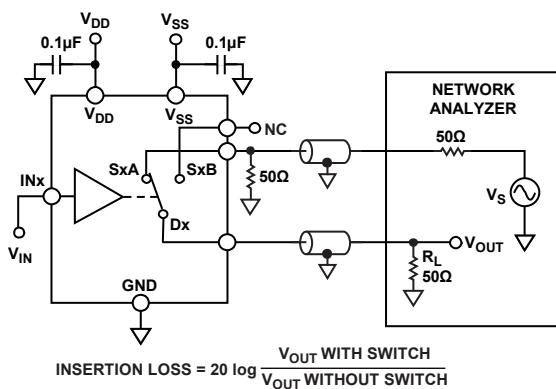 VDD
VSS
0.1µF
0.1µF
VDD
VSS
NC
SxA
SxB
50Ω
INx
Dx
VIN
GND
NETWORK
ANALYZER
50Ω
VS
VOUT
RL
50Ω
INSERTION LOSS = 20 log VOUT WITH SWITCH
VOUT WITHOUT SWITCH